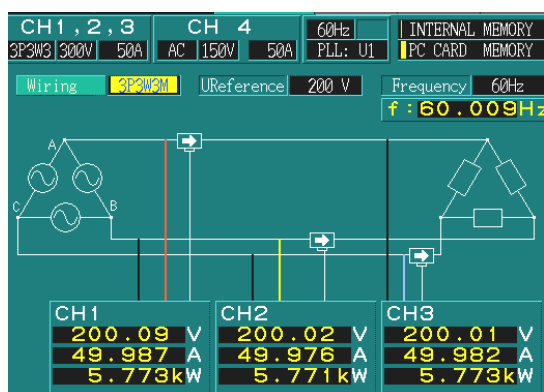 CH1,2,3 CH 4 60Hz INTERNAL MEMORY
3P3W3 300V 50A AC 150V 50A PLL: U1 PC CARD MEMORY
Wiring 3P3W3M UReference 200 V Frequency 60Hz
f:60.009Hz
A
C B
CH1 CH2 CH3
200.09 V 200.02 V 200.01 V
49.987 A 49.976 A 49.982 A
5.773kW 5.771kW 5.773kW